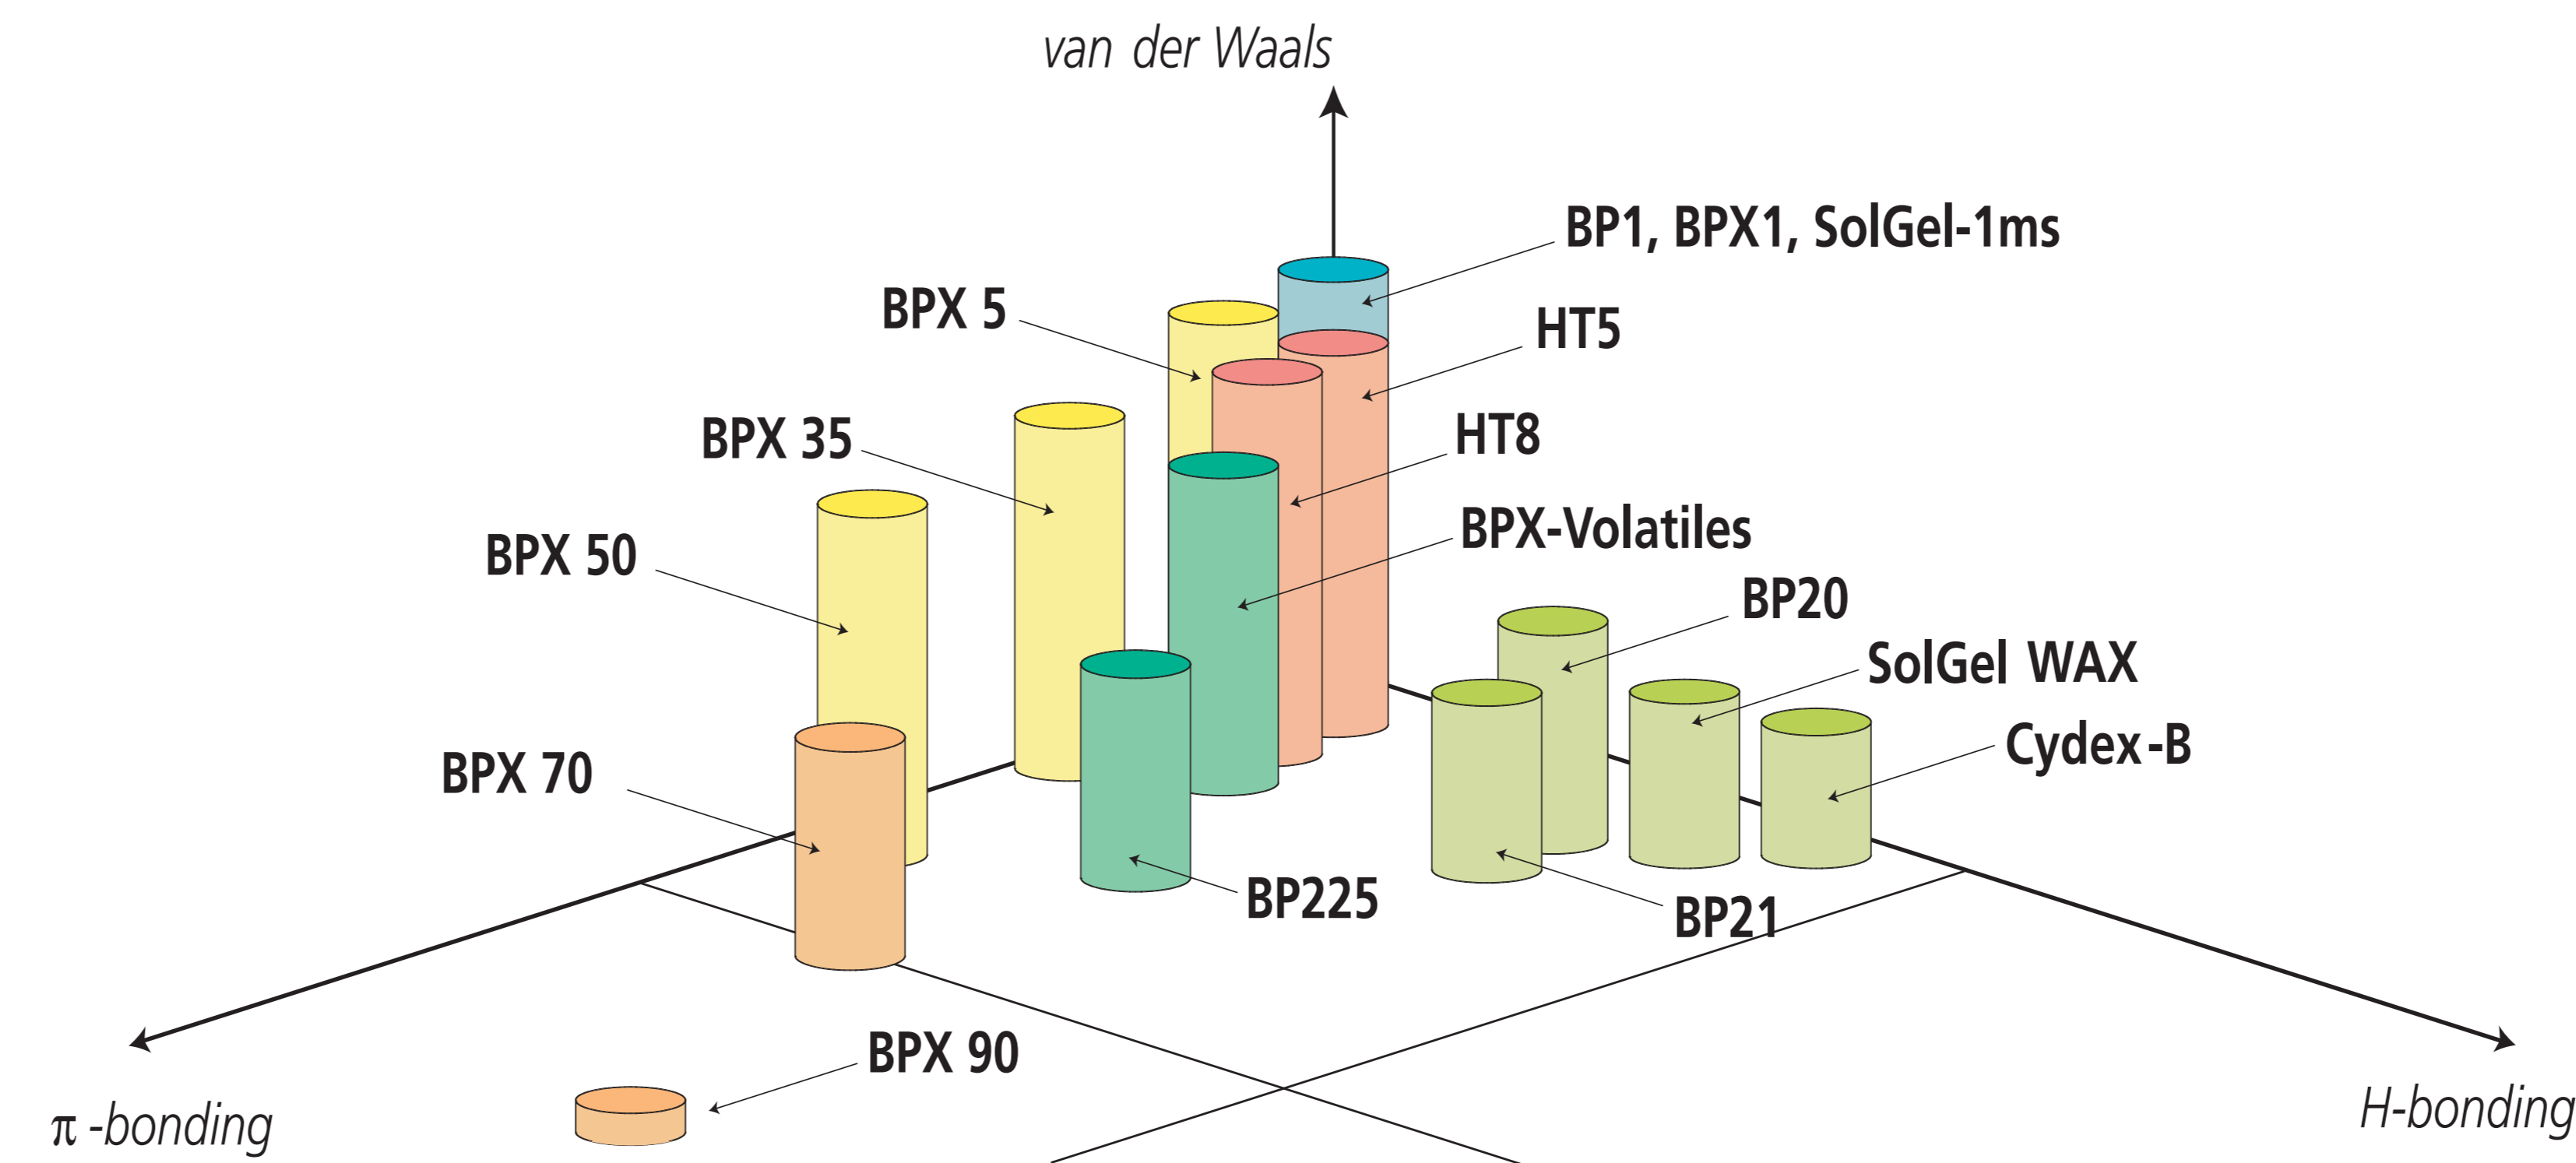 van der Waals
BP1, BPX1, SolGel-1ms
BPX 5
HT5
BPX 35
HT8
BPX-Volatiles
BPX 50
BP20
SolGel WAX
Cydex-B
BPX 70
BP225
BP21
BPX 90
π-bonding
H-bonding